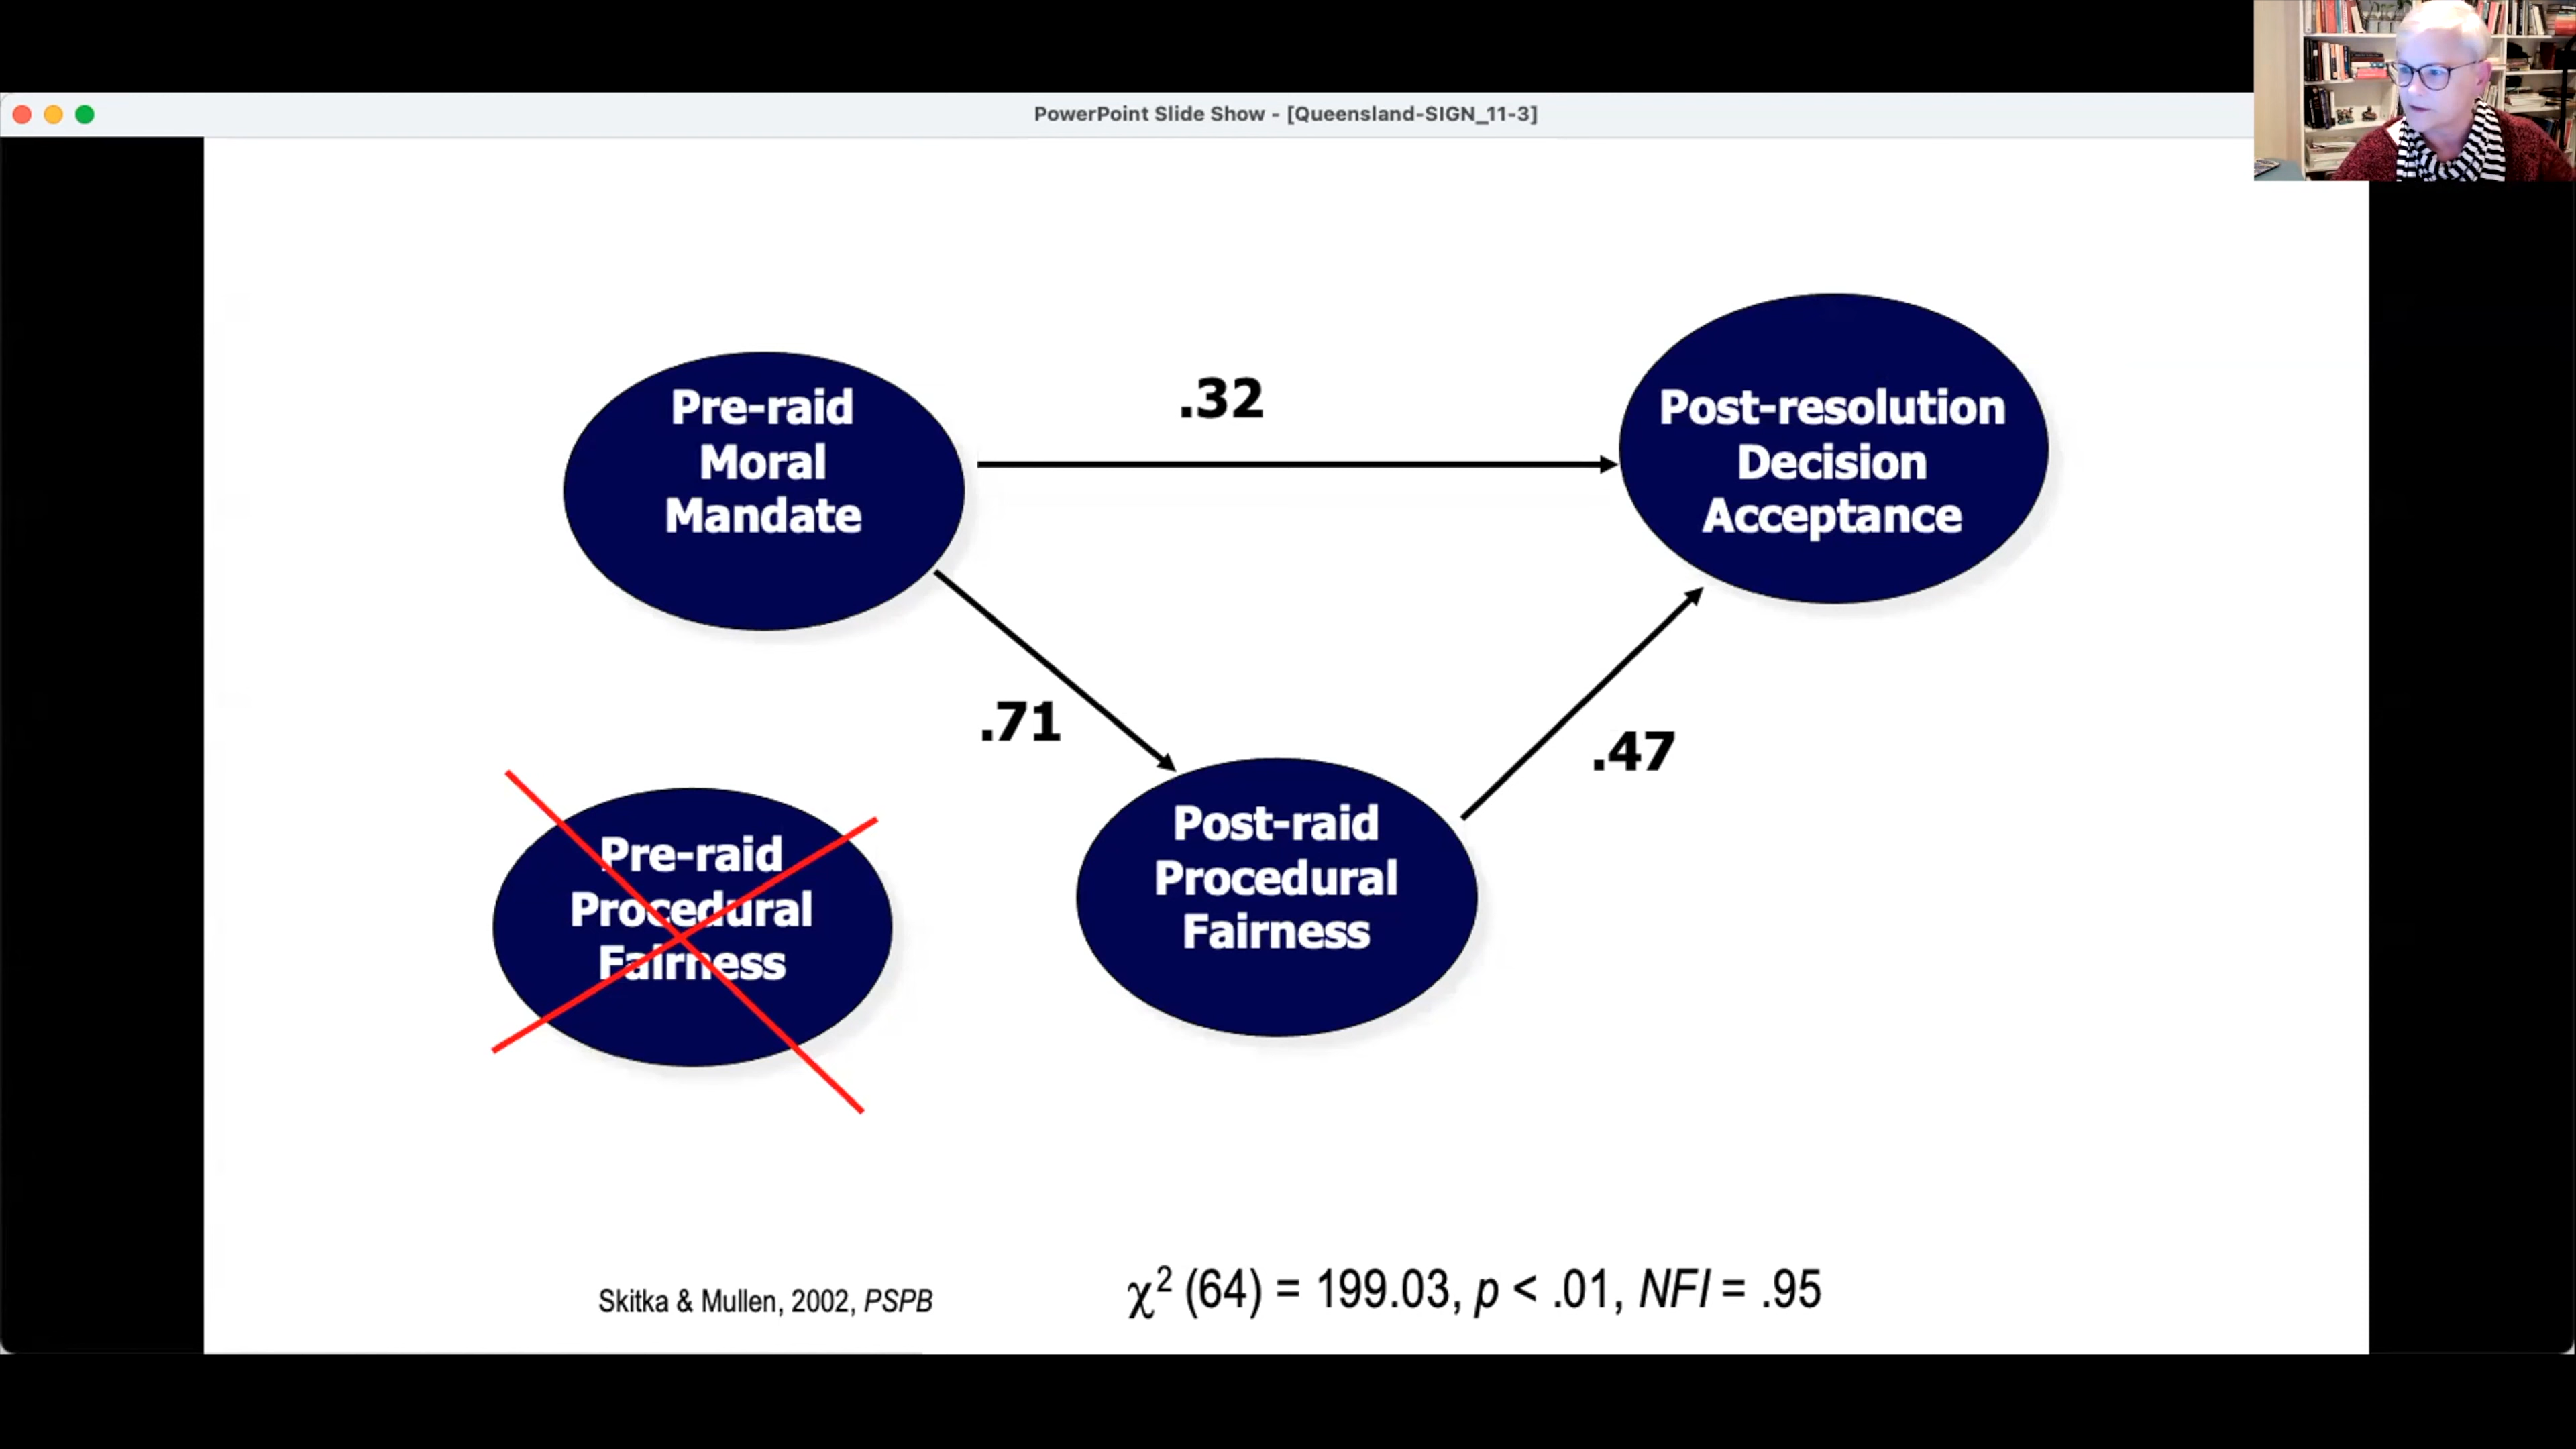 PowerPoint Slide Show - [Queensland-SIGN_11-3]
Pre-raid
Moral
Mandate
.32
Post-resolution
Decision
Acceptance
.71
.47
Pre-raid
Procedural
Fairness
Post-raid
Procedural
Fairness
Skitka & Mullen, 2002, PSPB
χ² (64) = 199.03, p < .01, NFI = .95